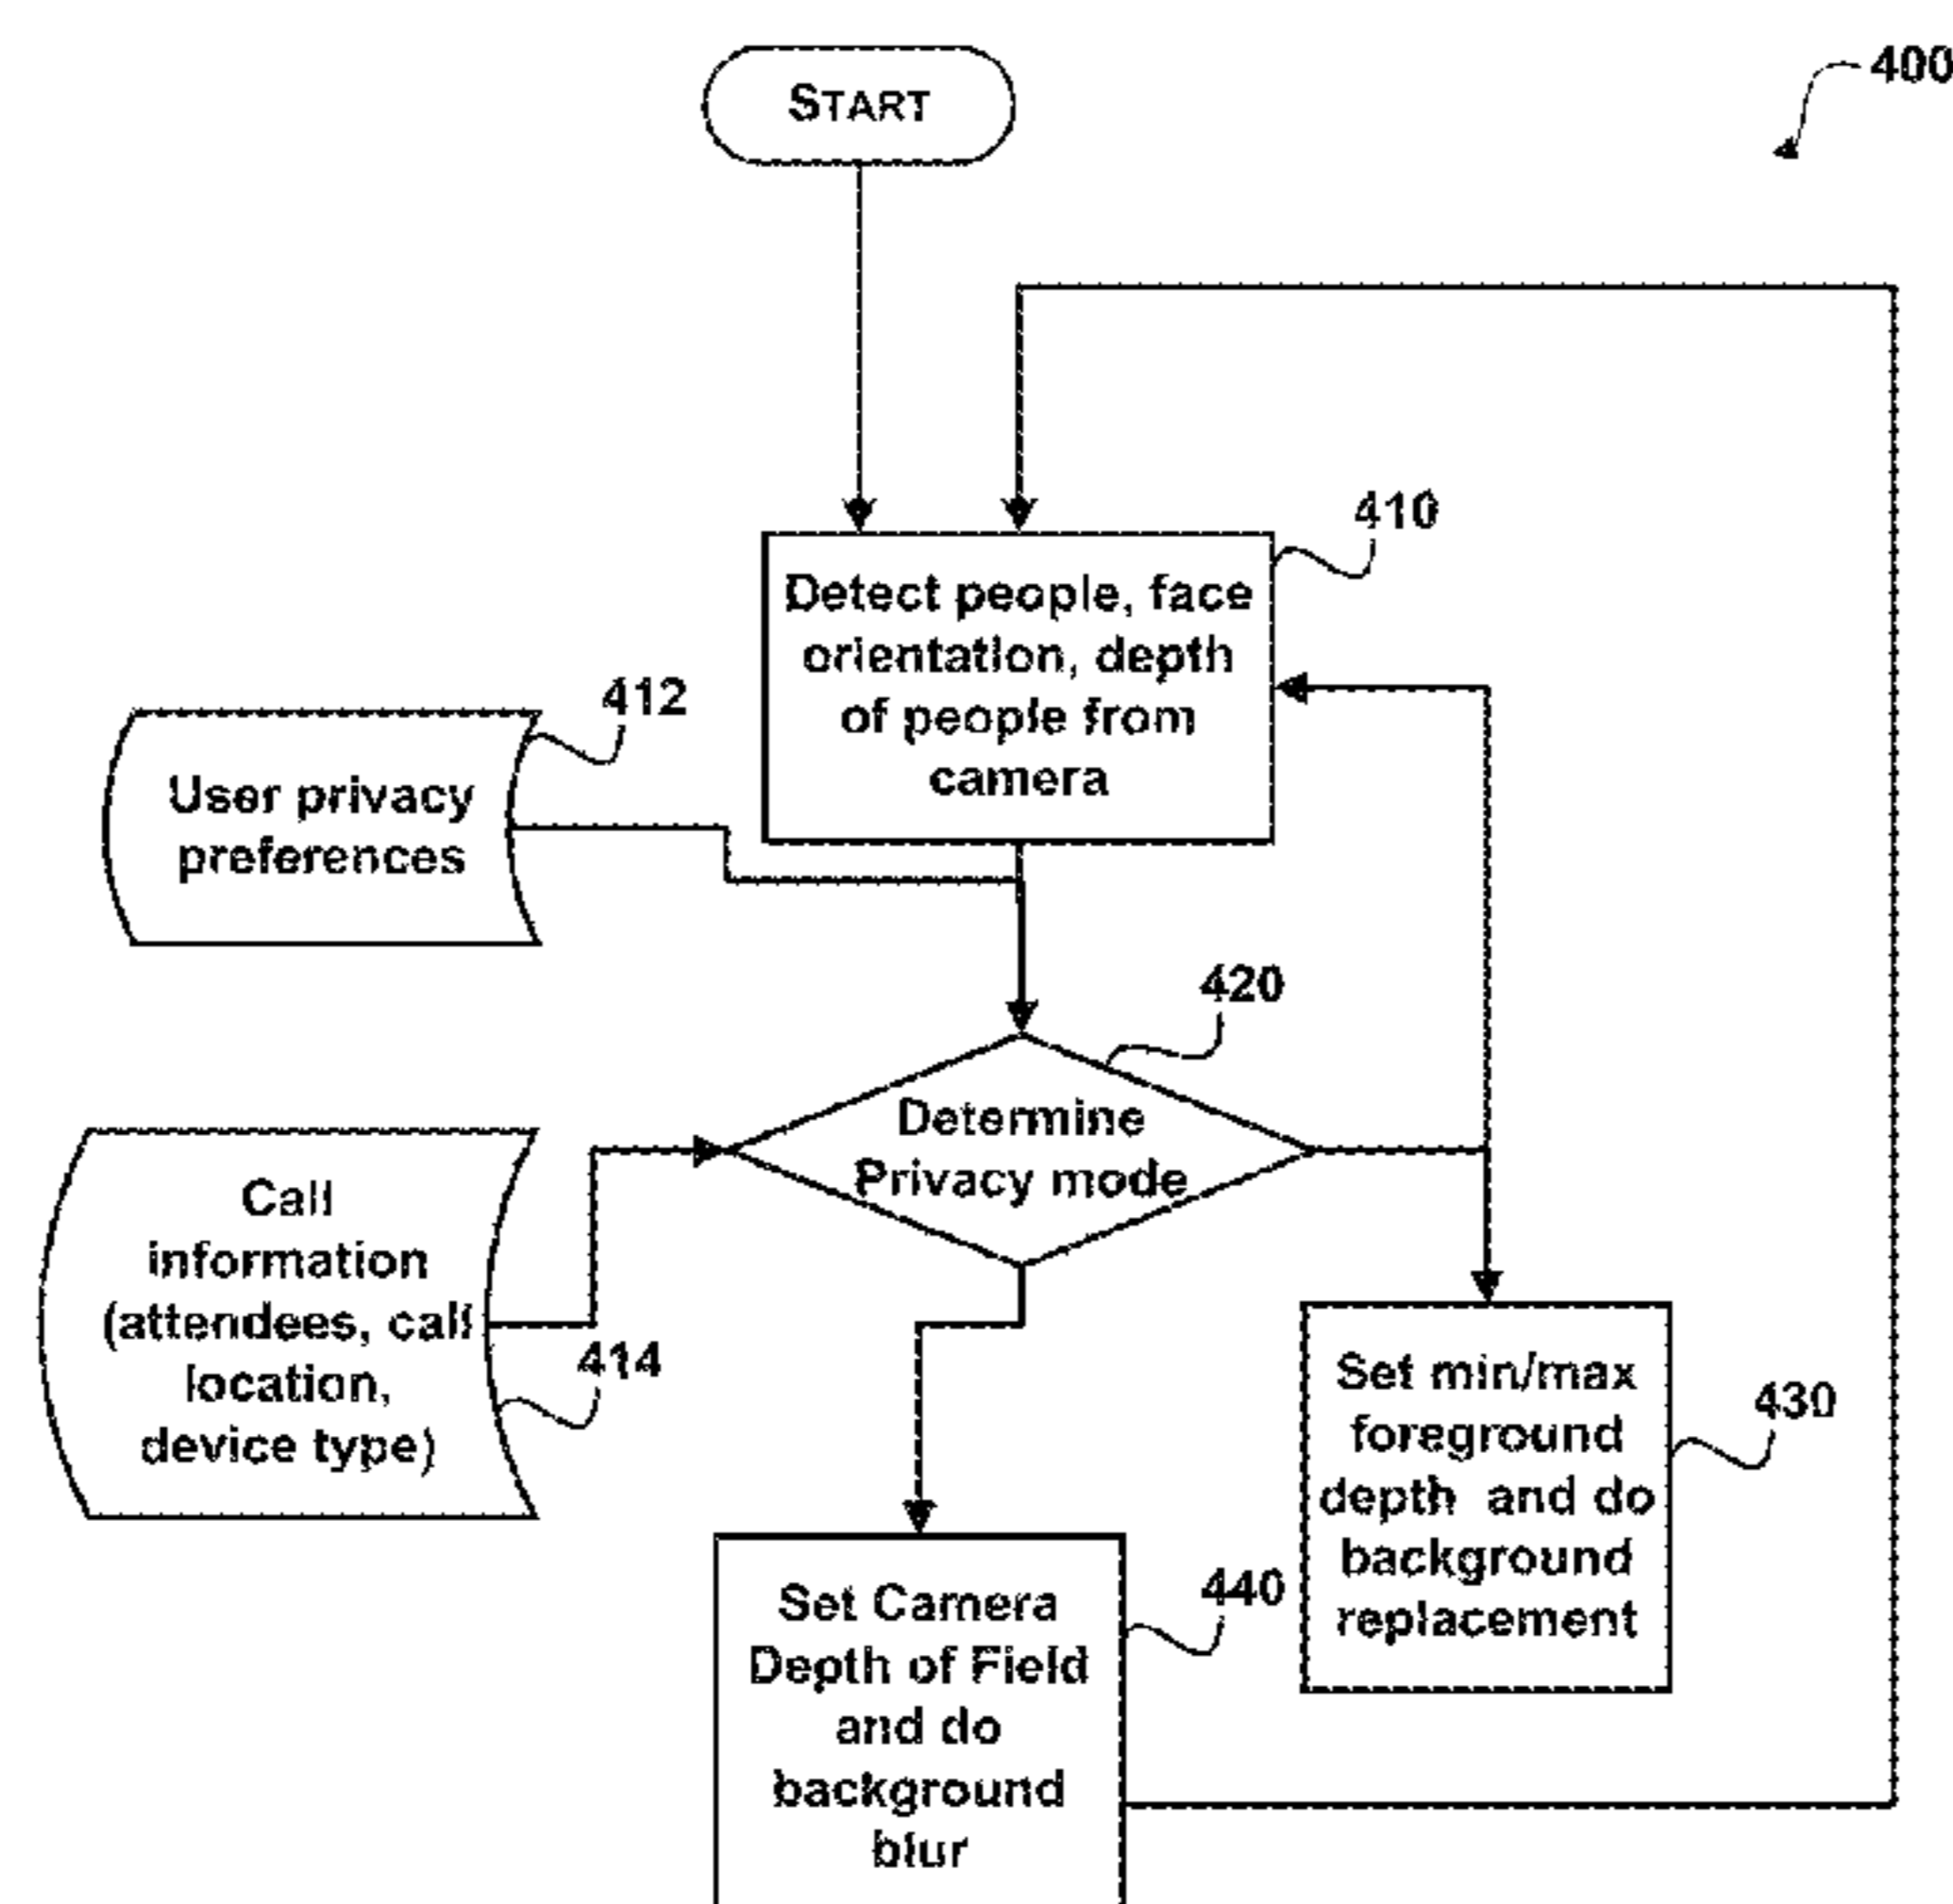 START
400
410
Detect people, face
orientation, depth
of people from
camera
412
User privacy
preferences
420
Determine
Privacy mode
Call
information
(attendees, call
location,
device type)
414
Set min/max
foreground
depth and do
background
replacement
430
440
Set Camera
Depth of Field
and do
background
blur